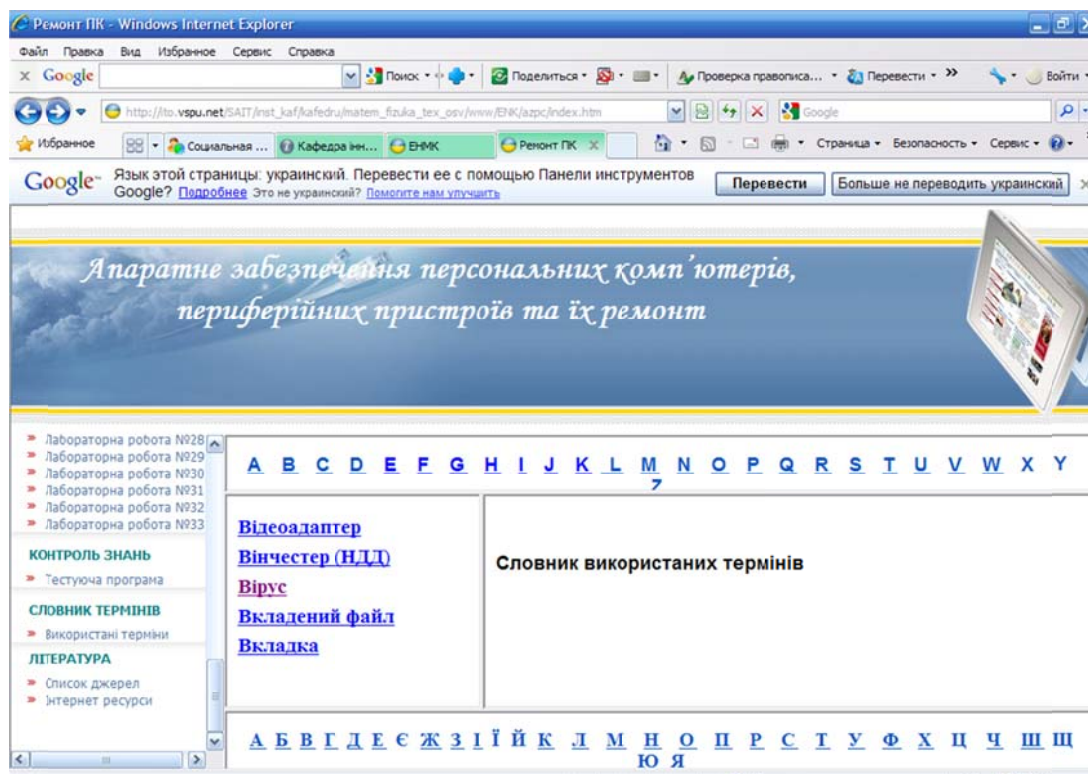 Ремонт ПК - Windows Internet Explorer
Файл Правка Вид Избранное Сервис Справка
x Google Поиск Поделиться Проверка правописа... Перевести » Войти
http://ito.vspu.net/SAIT/inst_kaf/kafedru/matem_fizuka_tex_osv/www/ENK/azpc/index.htm Google
Избранное Социальная ... Кафедра інн... ЕНМК Ремонт ПК Страница Безопасность Сервис
Google Язык этой страницы: украинский. Перевести ее с помощью Панели инструментов
Google? Подробнее Это не украинский? Помогите нам улучшить Перевести Больше не переводить украинский
Апаратне забезпечення персональних комп’ютерів,
периферійних пристроїв та їх ремонт
Лабораторна робота №28
Лабораторна робота №29
Лабораторна робота №30
Лабораторна робота №31
Лабораторна робота №32
Лабораторна робота №33
КОНТРОЛЬ ЗНАНЬ
Тестуюча програма
СЛОВНИК ТЕРМІНІВ
Використані терміни
ЛІТЕРАТУРА
Список джерел
Інтернет ресурси
A B C D E F G H I J K L M N O P Q R S T U V W X Y
Z
Відеоадаптер
Вінчестер (НДД)
Вірус
Вкладений файл
Вкладка
Словник використаних термінів
А Б В Г Д Е Є Ж З І Ї Й К Л М Н О П Р С Т У Ф Х Ц Ч Ш Щ
Ю Я